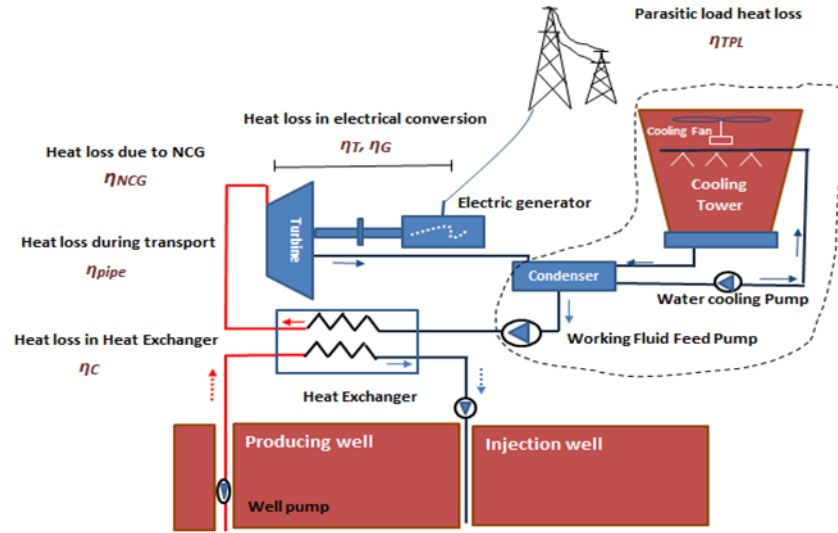 Parasitic load heat loss
ηTPL
Heat loss in electrical conversion
ηT, ηG
Heat loss due to NCG
ηNCG
Cooling Fan
Cooling
Tower
Electric generator
Turbine
Heat loss during transport
ηpipe
Condenser
Water cooling Pump
Heat loss in Heat Exchanger
ηC
Working Fluid Feed Pump
Heat Exchanger
Producing well
Injection well
Well pump